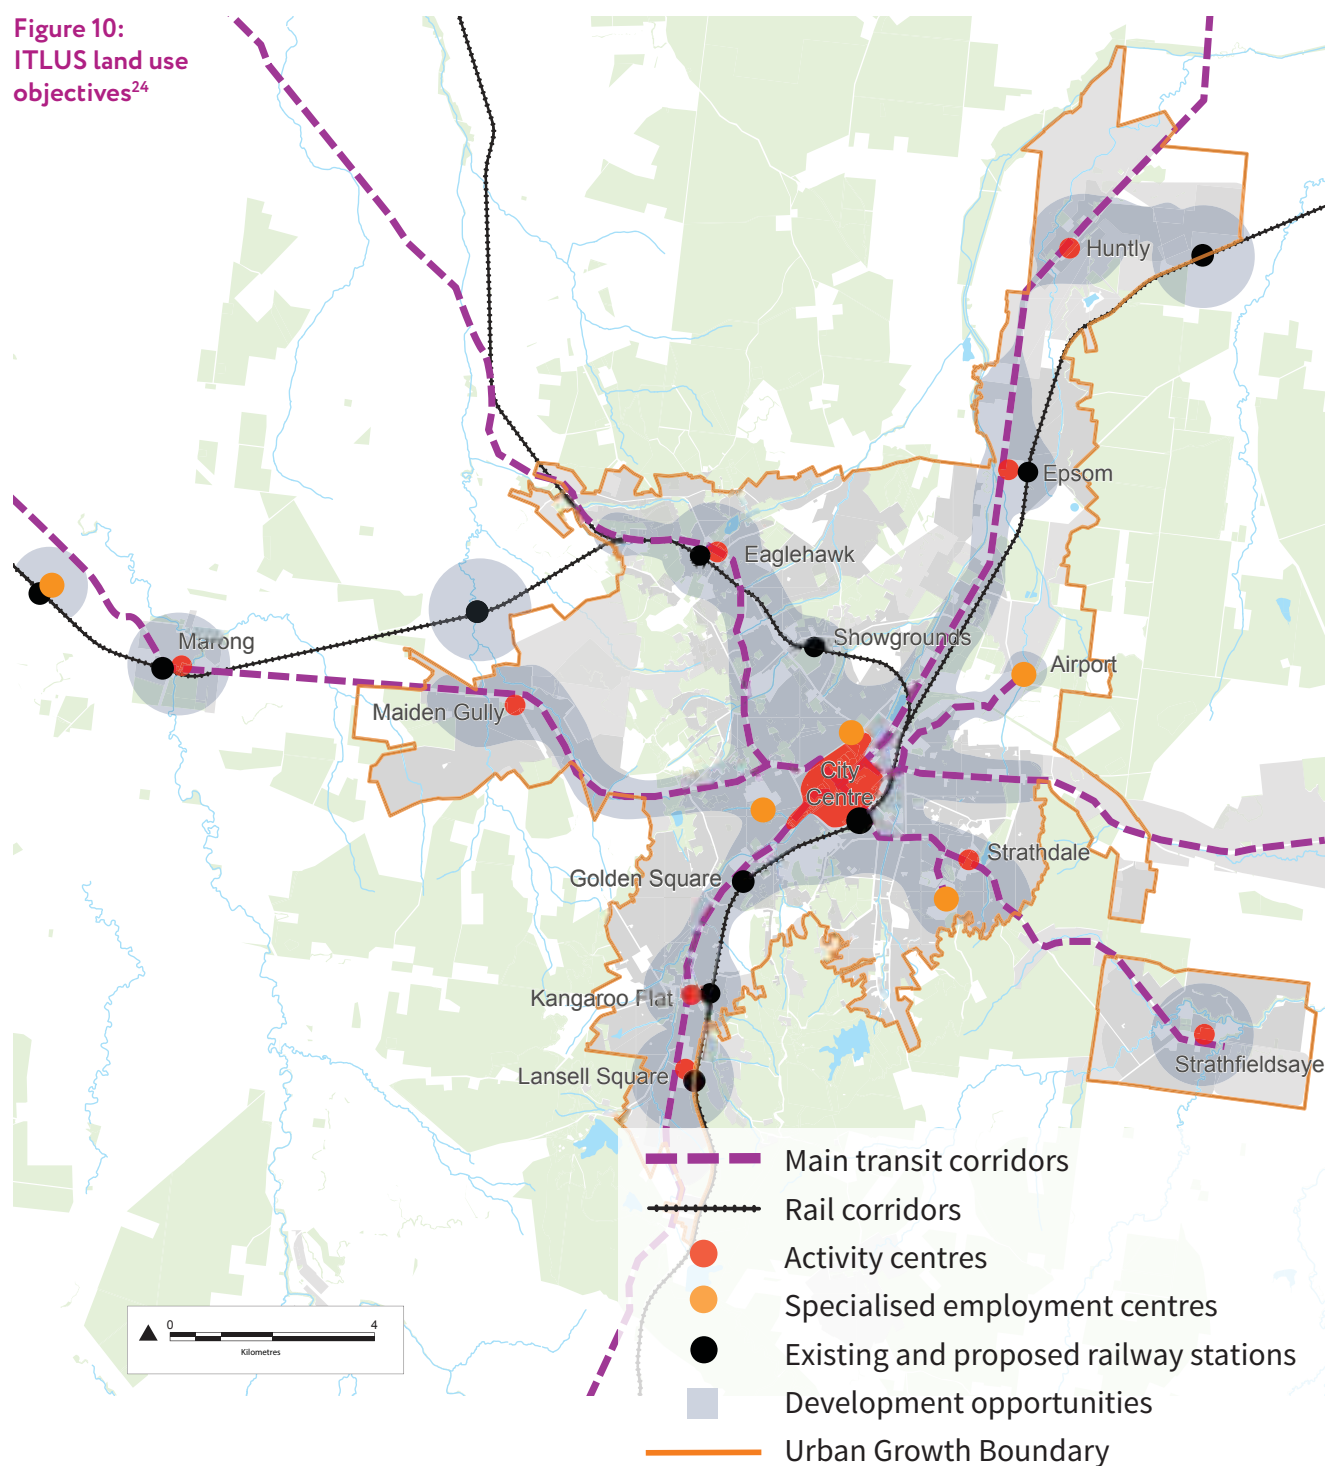 Figure 10:
ITLUS land use
objectives24
Huntly
Epsom
Eaglehawk
Showgrounds
Marong
Airport
Maiden Gully
City
Centre
Strathdale
Golden Square
Kangaroo Flat
Strathfieldsaye
Lansell Square
Main transit corridors
Rail corridors
Activity centres
Specialised employment centres
Existing and proposed railway stations
Development opportunities
Urban Growth Boundary
0 4
Kilometres